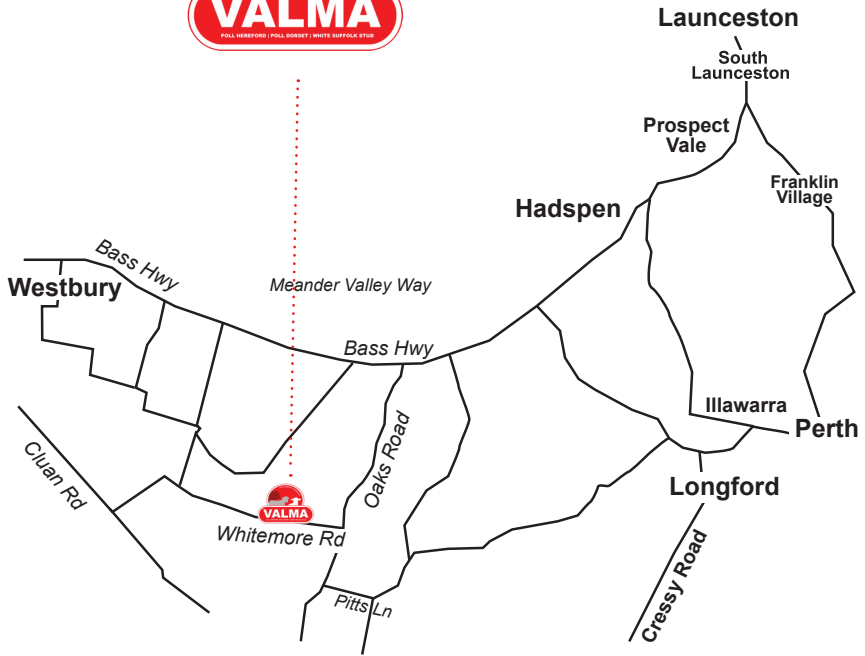 VALMA
POLL HEREFORD | POLL DORSET | WHITE SUFFOLK STUD
Launceston
South
Launceston
Prospect
Vale
Franklin
Village
Hadspen
Bass Hwy
Westbury
Meander Valley Way
Bass Hwy
Illawarra
Perth
Oaks Road
Cluan Rd
Longford
VALMA
Whitemore Rd
Cressy Road
Pitts Ln